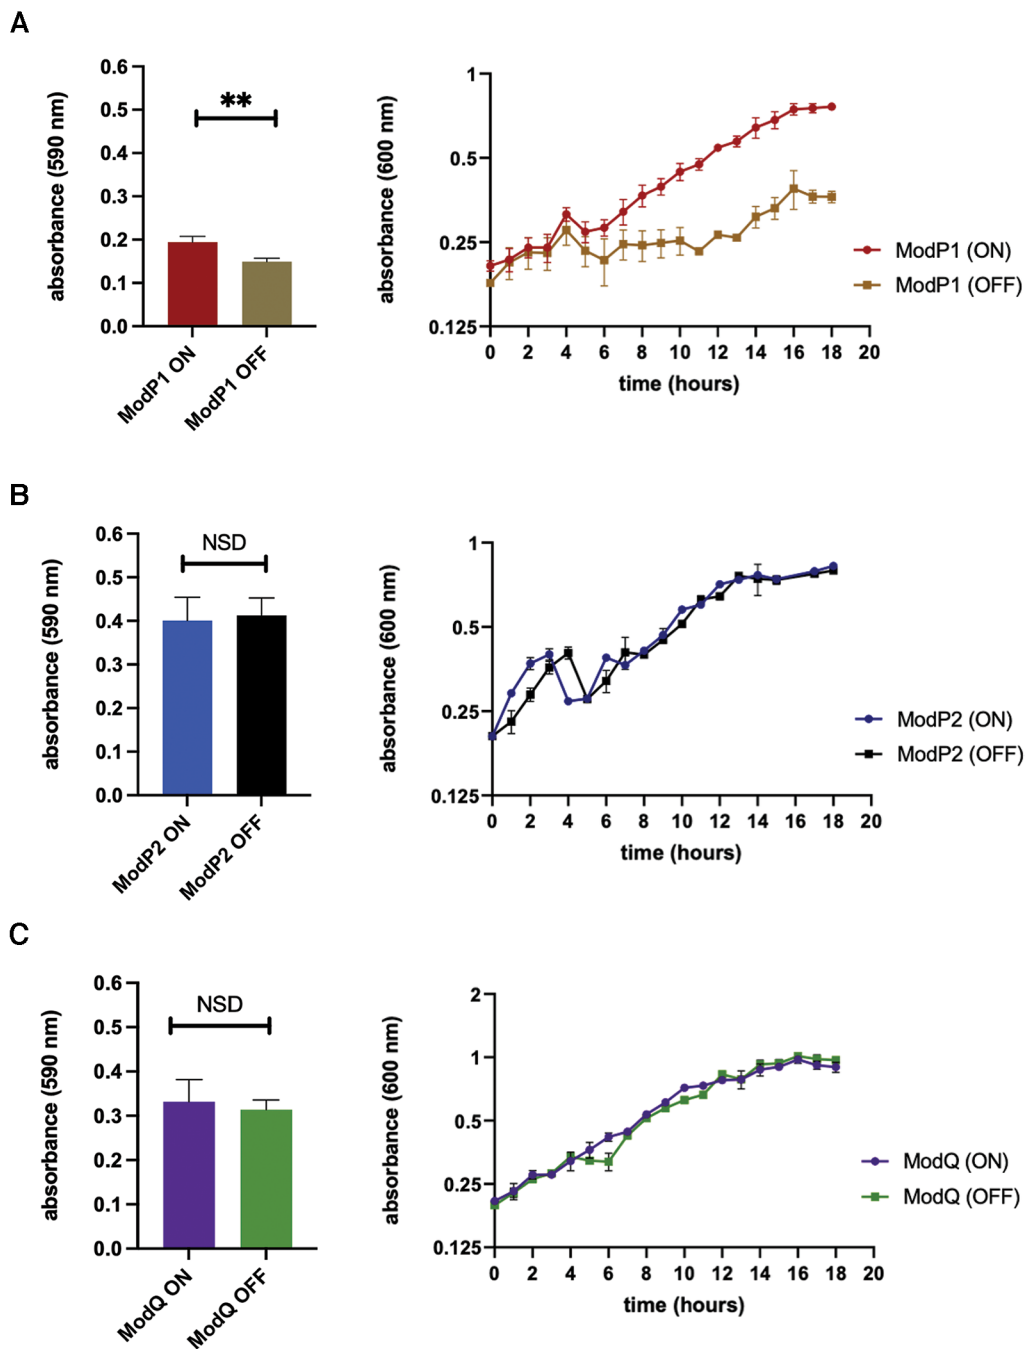 A
absorbance (590 nm)
0.6
0.5
0.4
0.3
0.2
0.1
0.0
**
ModP1 ON
ModP1 OFF
absorbance (600 nm)
1
0.5
0.25
0.125
0 2 4 6 8 10 12 14 16 18 20
time (hours)
ModP1 (ON)
ModP1 (OFF)
B
absorbance (590 nm)
0.6
0.5
0.4
0.3
0.2
0.1
0.0
NSD
ModP2 ON
ModP2 OFF
absorbance (600 nm)
1
0.5
0.25
0.125
0 2 4 6 8 10 12 14 16 18 20
time (hours)
ModP2 (ON)
ModP2 (OFF)
C
absorbance (590 nm)
0.6
0.5
0.4
0.3
0.2
0.1
0.0
NSD
ModQ ON
ModQ OFF
absorbance (600 nm)
2
1
0.5
0.25
0.125
0 2 4 6 8 10 12 14 16 18 20
time (hours)
ModQ (ON)
ModQ (OFF)